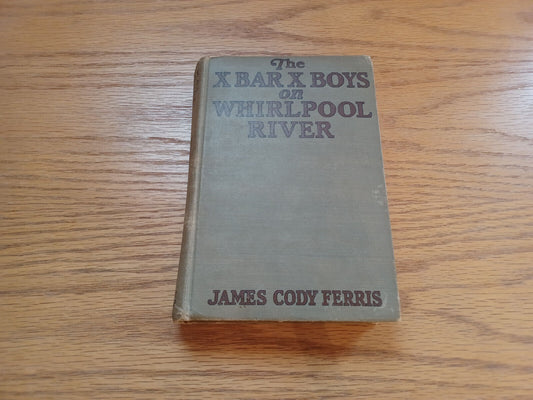 The
X BAR X BOYS
on
WHIRLPOOL
RIVER
JAMES CODY FERRIS